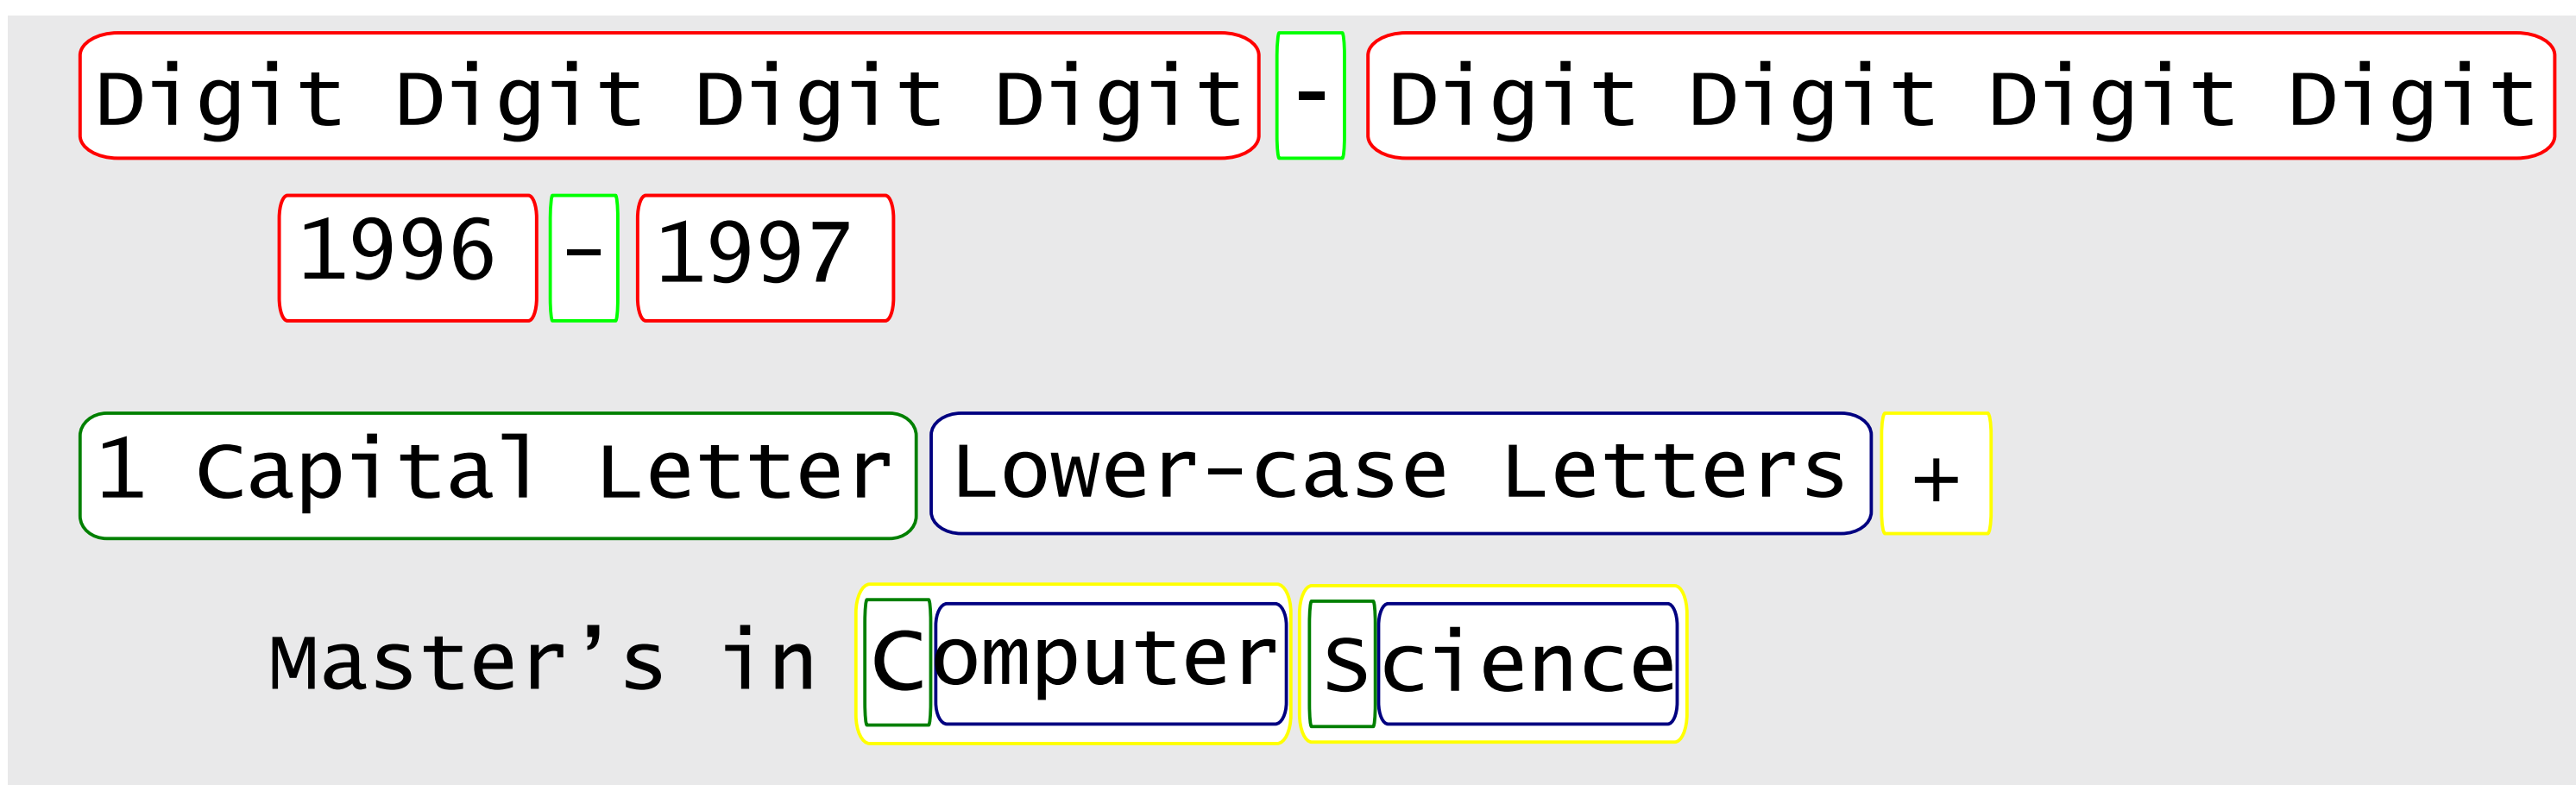 Digit Digit Digit Digit - Digit Digit Digit Digit
1996 – 1997
1 Capital Letter Lower–case Letters +
Master’s in Computer Science